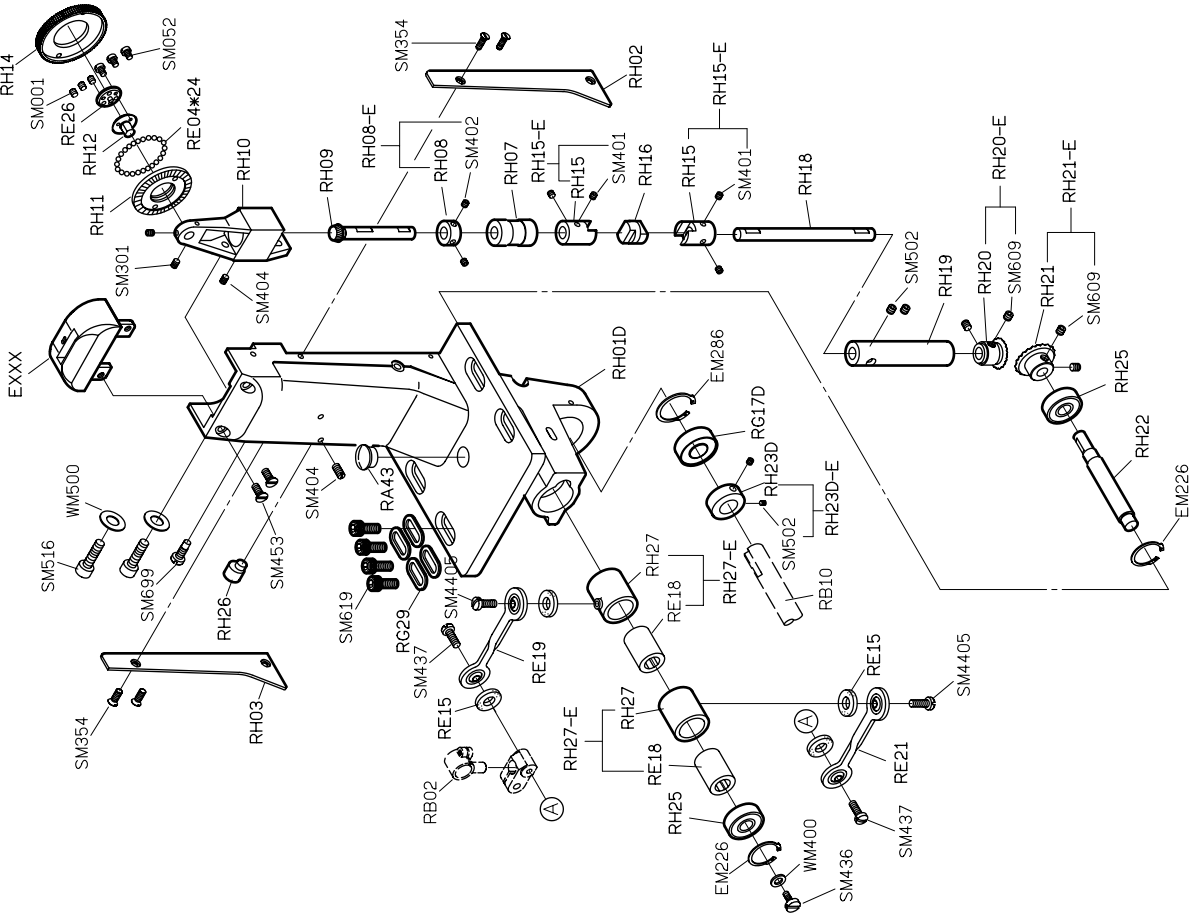 RH14
SM052
SM001
RE26
RH12
RE04*24
RH11
RH10
SM301
SM404
EXXX
SM354
RH02
RH09
RH08-E
RH08
SM402
RH07
RH15-E
RH15
SM401
RH16
RH15-E
RH15
SM401
RH18
SM502
RH19
RH20-E
RH20
SM609
RH21-E
RH21
SM609
RH25
RH22
EM226
RH01D
EM286
RG17D
RH23D
RH23D-E
SM502
RB10
WM500
SM516
SM699
SM453
RH26
SM404
RA43
SM619
RG29
SM4405
SM437
RE19
RE15
RH27
RE18
RH27-E
RH03
SM354
RB02
A
RH27-E
RH27
RE18
RH25
EM226
WM400
SM436
RE15
SM4405
A
RE21
SM437